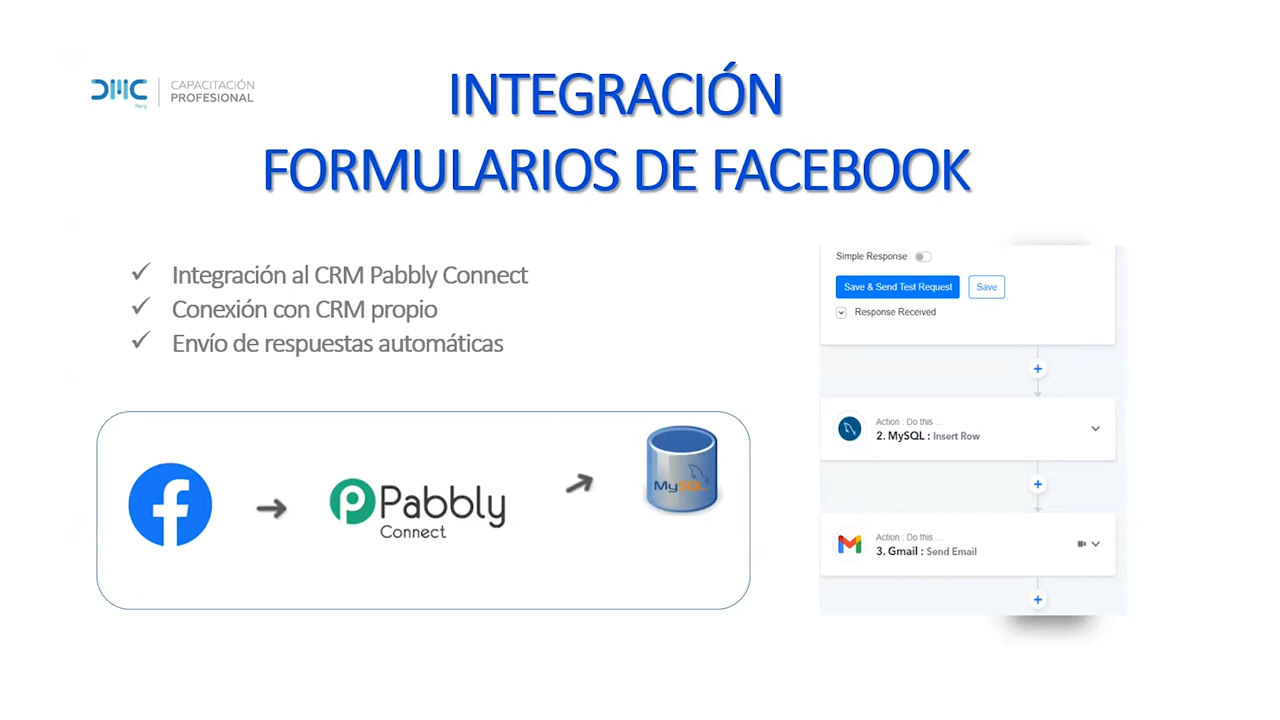 DMC
Perú
CAPACITACIÓN
PROFESIONAL
INTEGRACIÓN
FORMULARIOS DE FACEBOOK
✓ Integración al CRM Pabbly Connect
✓ Conexión con CRM propio
✓ Envío de respuestas automáticas
Pabbly
Connect
MySQL
Simple Response
Save & Send Test Request
Save
Response Received
Action : Do this ...
2. MySQL : Insert Row
Action : Do this ...
3. Gmail : Send Email